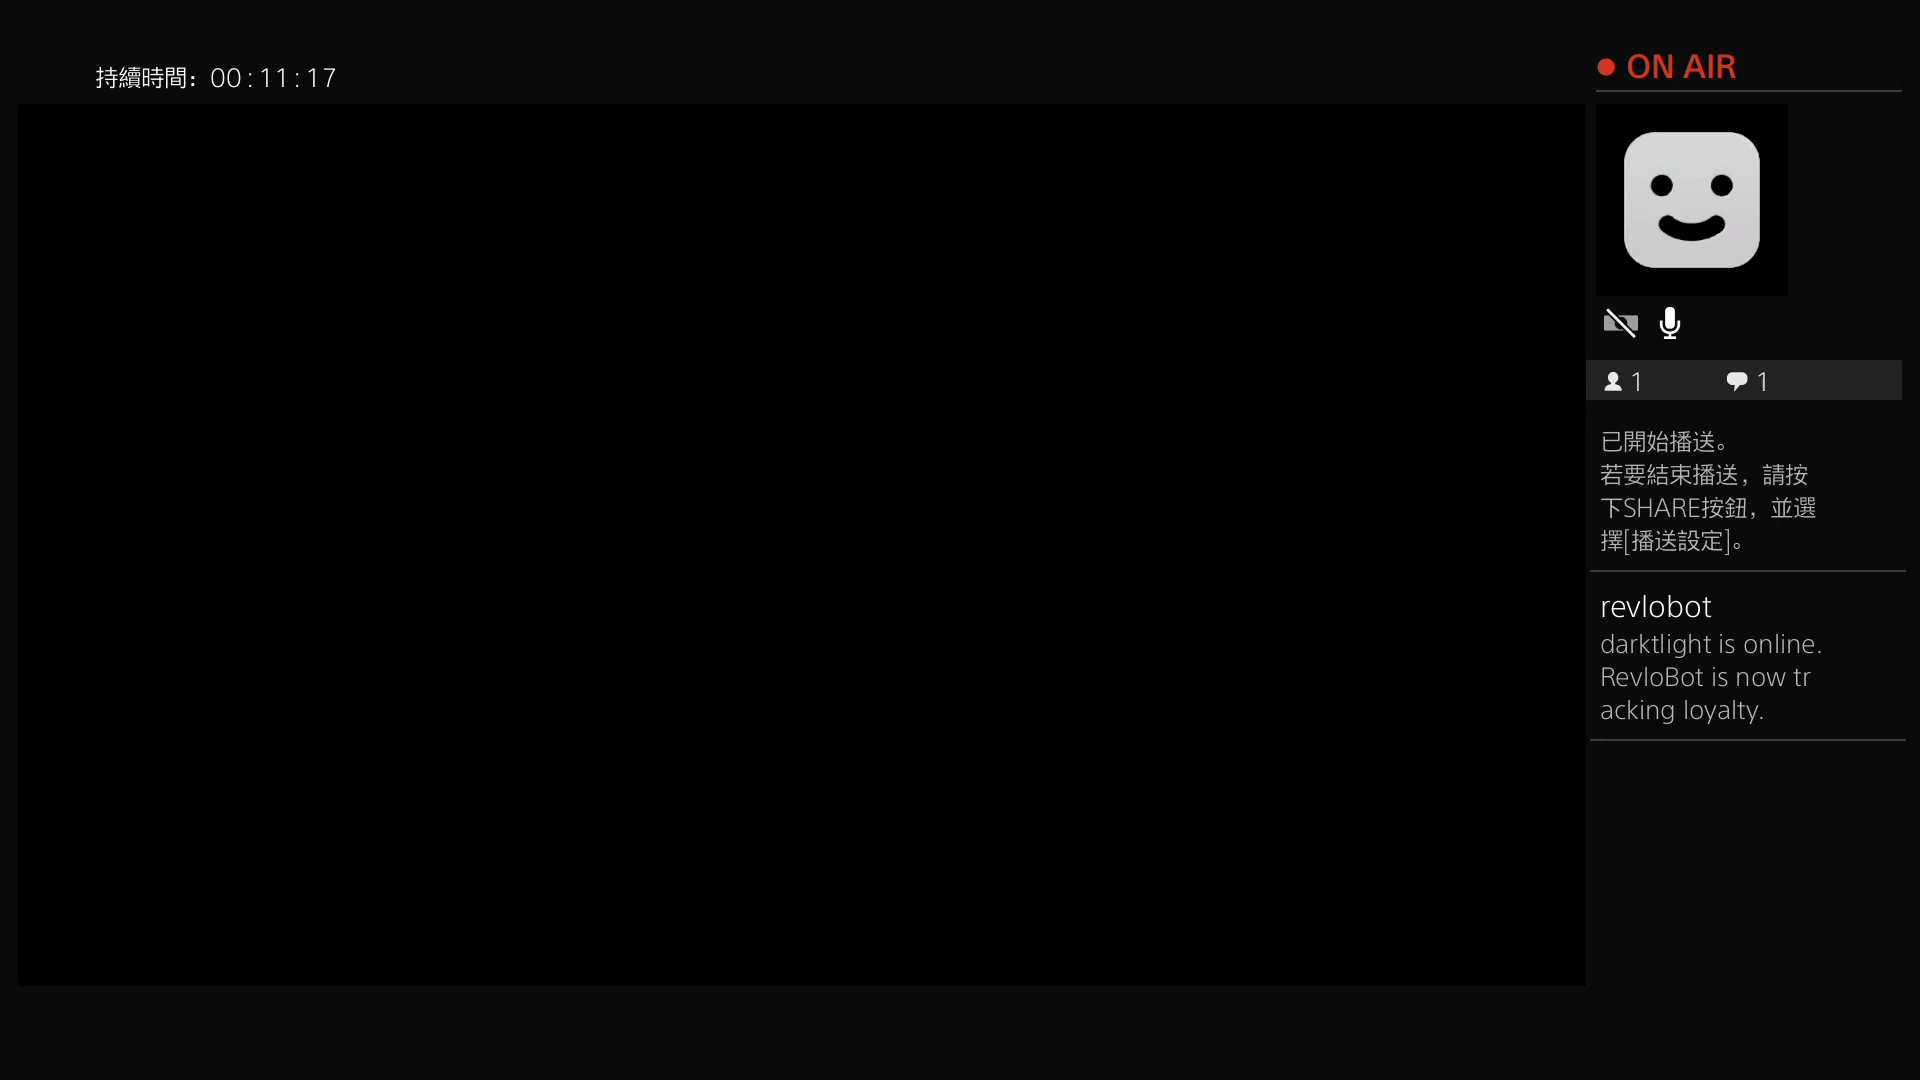 持續時間：00:11:17
ON AIR
1
1
已開始播送。
若要結束播送，請按
下SHARE按鈕，並選
擇[播送設定]。
revlobot
darktlight is online.
RevloBot is now tr
acking loyalty.